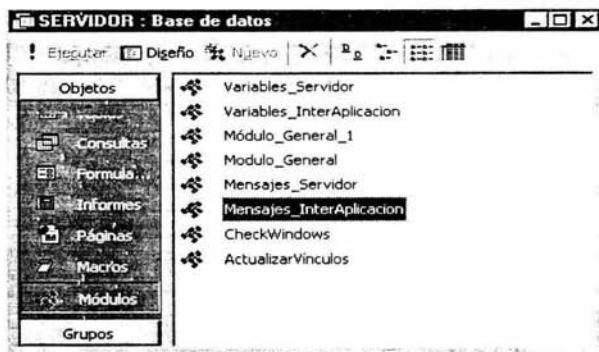 SERVIDOR : Base de datos
Ejecutar Diseño Nuevo
Objetos
Consultas
Formula...
Informes
Páginas
Macros
Módulos
Grupos
Variables_Servidor
Variables_InterAplicacion
Módulo_General_1
Modulo_General
Mensajes_Servidor
Mensajes_InterAplicacion
CheckWindows
ActualizarVínculos